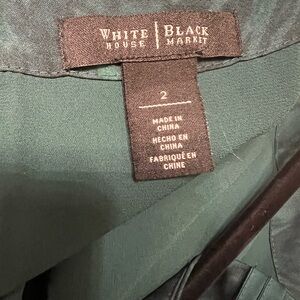 WHITE | BLACK
HOUSE | MARKET
2
MADE IN
CHINA
HECHO EN
CHINA
FABRIQUÉ EN
CHINE